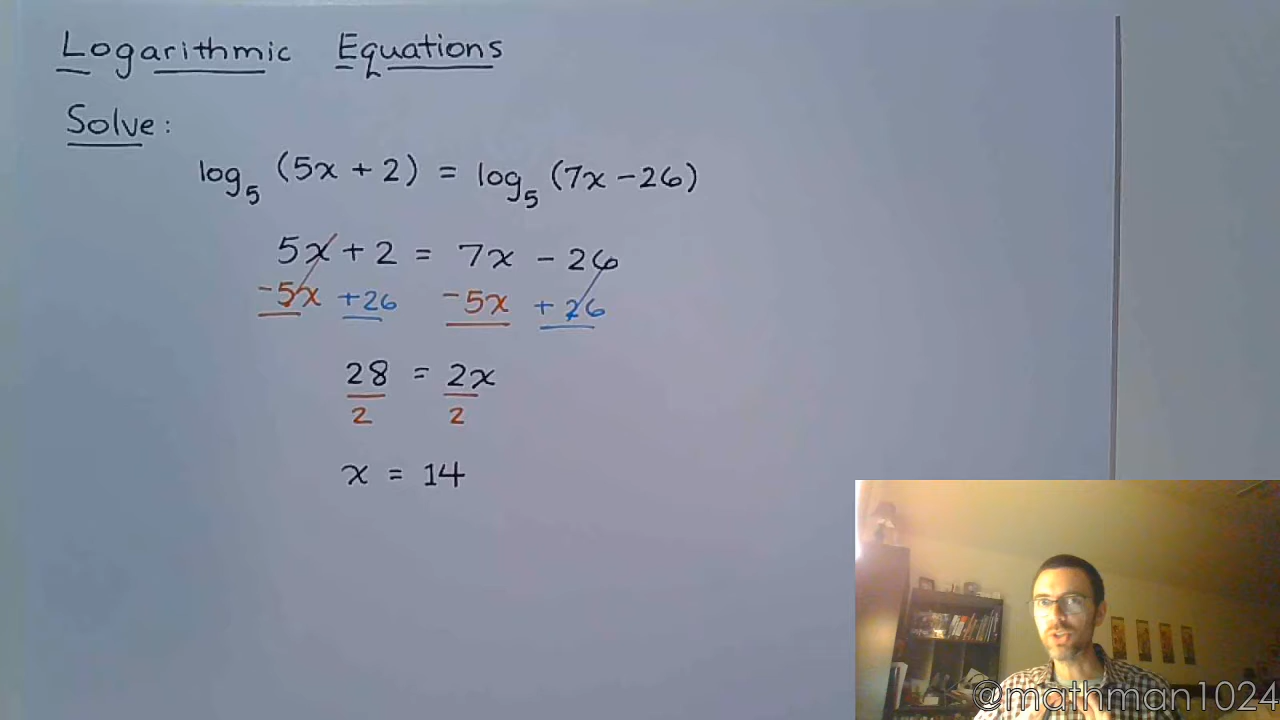 Logarithmic Equations
Solve:
log₅ (5x + 2) = log₅ (7x - 26)
5x + 2 = 7x - 26
-5x +26 -5x + 26
28 = 2x
2 2
x = 14
@mathman1024